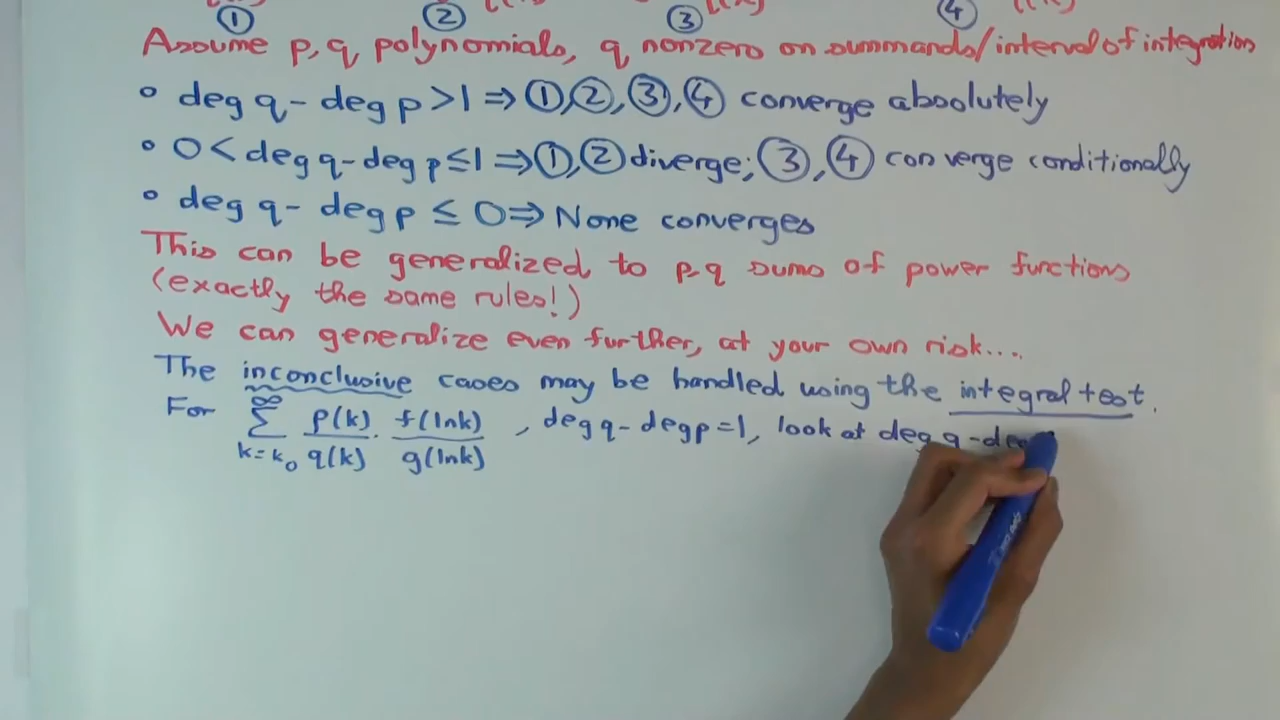 ① ② ③ ④
Assume p, q polynomials, q nonzero on summands/interval of integration
° deg q - deg p > 1 ⇒ ①, ②, ③, ④ converge absolutely
° 0 < deg q - deg p ≤ 1 ⇒ ①, ② diverge; ③, ④ converge conditionally
° deg q - deg p ≤ 0 ⇒ None converges
This can be generalized to p, q sums of power functions
(exactly the same rules!)
We can generalize even further, at your own risk....
The inconclusive cases may be handled using the integral test.
For ∑_{k=k₀}^∞ p(k)/q(k) · f(lnk)/g(lnk), deg q - deg p = 1, look at deg g - deg